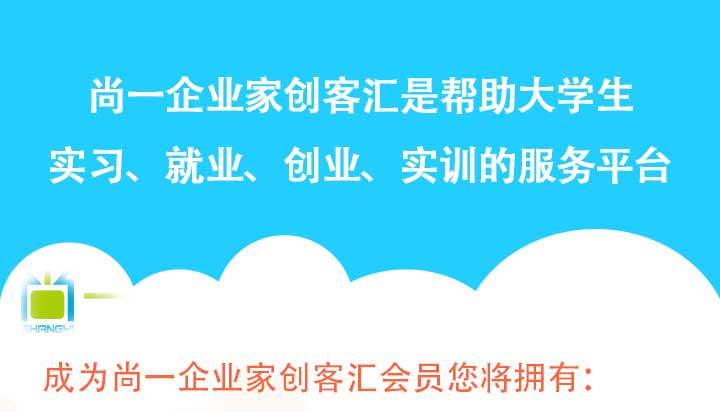 尚一企业家创客汇是帮助大学生
实习、就业、创业、实训的服务平台
SHANGYI
成为尚一企业家创客汇会员您将拥有：